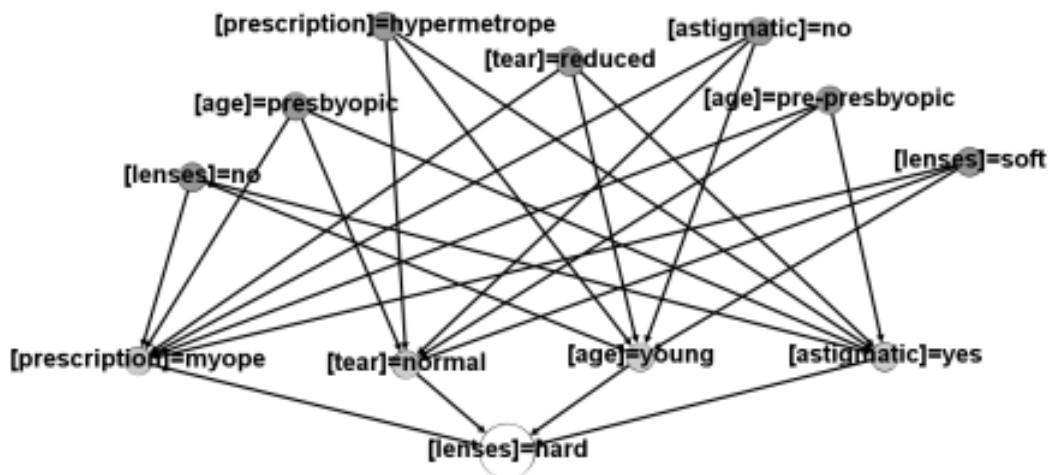 [prescription]=hypermetrope
[astigmatic]=no
[tear]=reduced
[age]=presbyopic
[age]=pre-presbyopic
[lenses]=no
[lenses]=soft
[prescription]=myope
[tear]=normal
[age]=young
[astigmatic]=yes
[lenses]=hard